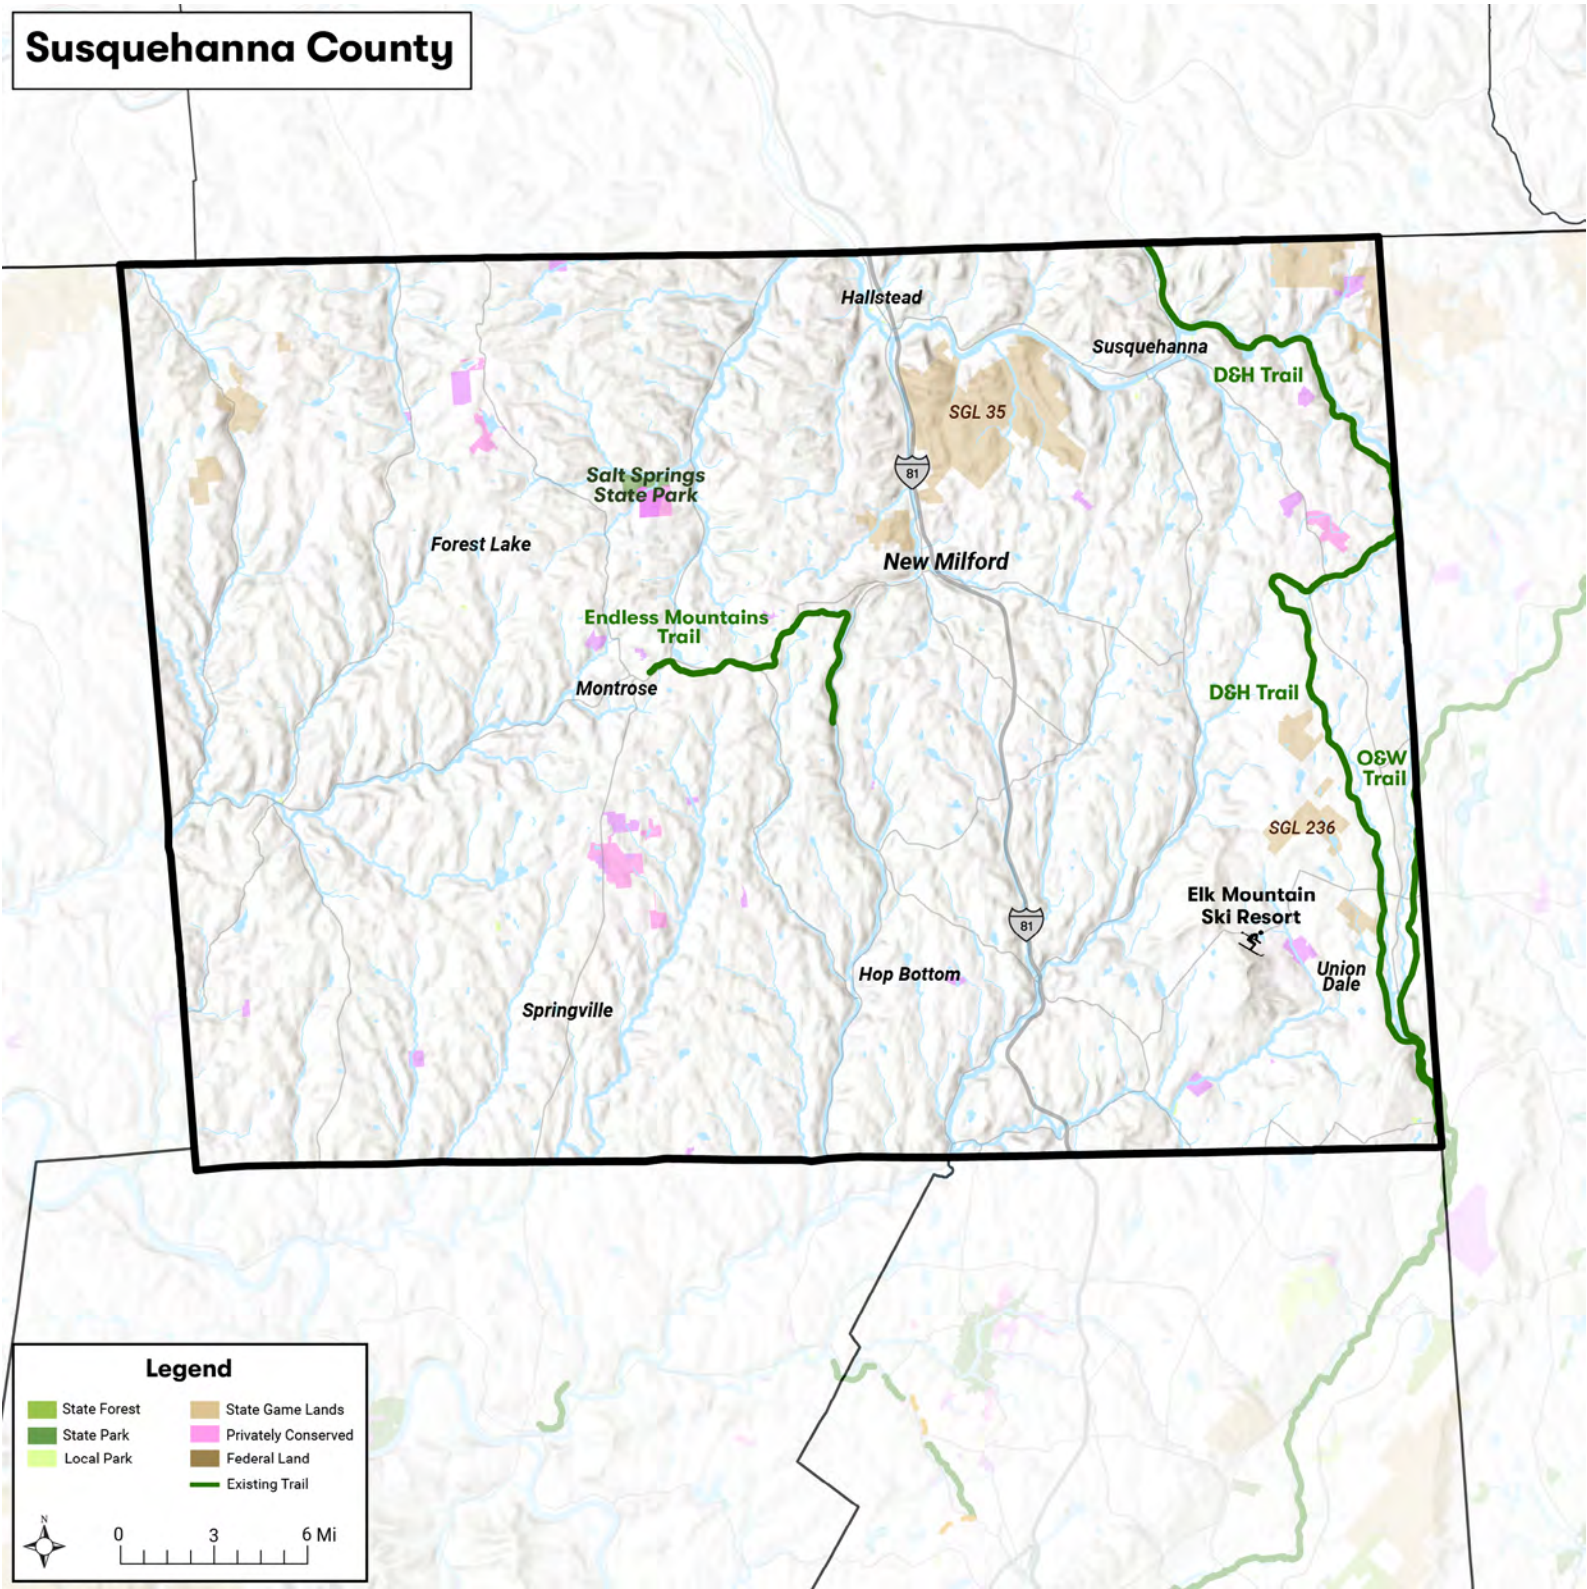 Susquehanna County
Hallstead
Susquehanna
D&H Trail
SGL 35
81
Salt Springs
State Park
Forest Lake
New Milford
Endless Mountains
Trail
Montrose
D&H Trail
O&W
Trail
SGL 236
Elk Mountain
Ski Resort
81
Union
Dale
Hop Bottom
Springville
Legend
State Forest
State Park
Local Park
State Game Lands
Privately Conserved
Federal Land
Existing Trail
N
0 3 6 Mi